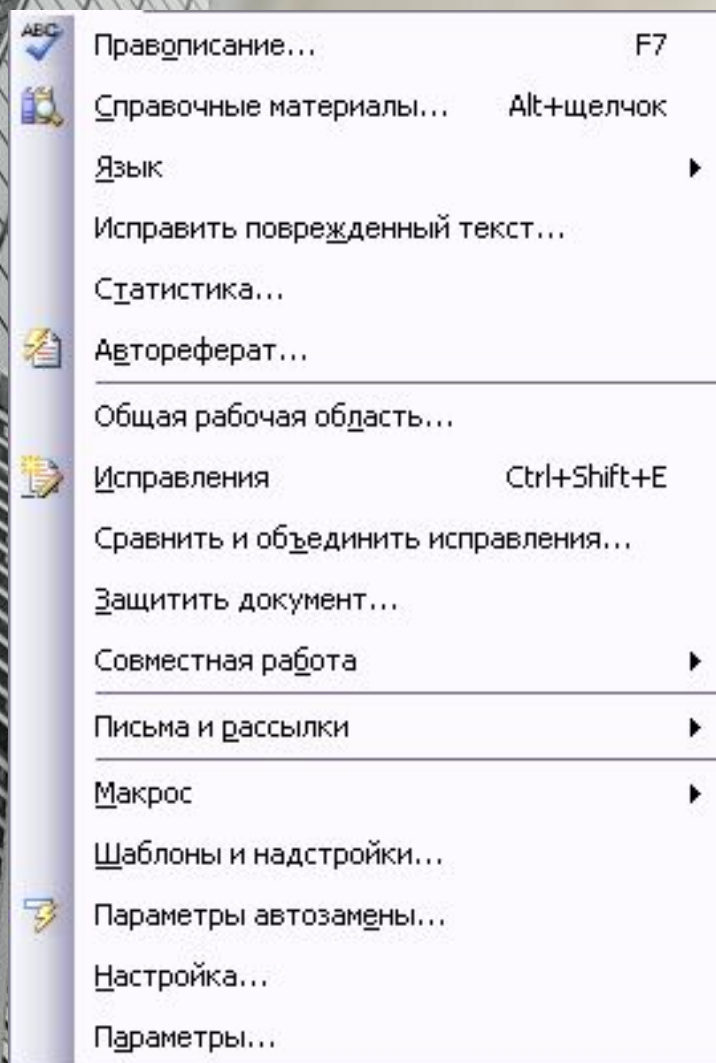 ABC
Правописание... F7
Справочные материалы... Alt+щелчок
Язык
Исправить поврежденный текст...
Статистика...
Автореферат...
Общая рабочая область...
Исправления Ctrl+Shift+E
Сравнить и объединить исправления...
Защитить документ...
Совместная работа
Письма и рассылки
Макрос
Шаблоны и надстройки...
Параметры автозамены...
Настройка...
Параметры...